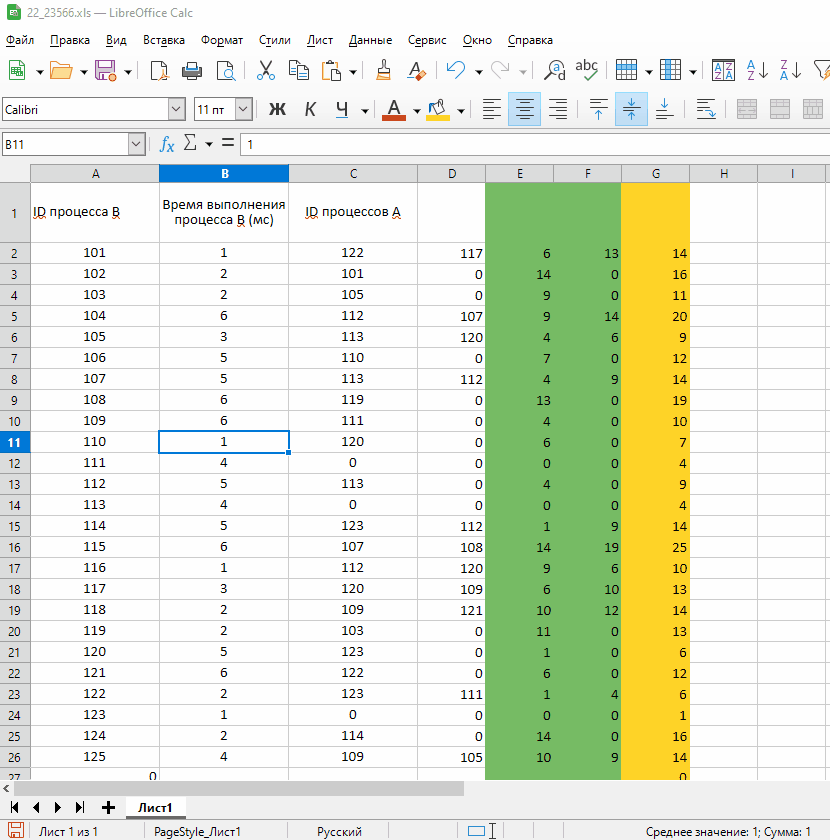 22_23566.xls — LibreOffice Calc
Файл Правка Вид Вставка Формат Стили Лист Данные Сервис Окно Справка
Calibri 11 пт Ж К Ч А
B11 fx Σ = 1
A B C D E F G H I
1 ID процесса B Время выполнения процесса B (мс) ID процессов A
2 101 1 122 117 6 13 14
3 102 2 101 0 14 0 16
4 103 2 105 0 9 0 11
5 104 6 112 107 9 14 20
6 105 3 113 120 4 6 9
7 106 5 110 0 7 0 12
8 107 5 113 112 4 9 14
9 108 6 119 0 13 0 19
10 109 6 111 0 4 0 10
11 110 1 120 0 6 0 7
12 111 4 0 0 0 0 4
13 112 5 113 0 4 0 9
14 113 4 0 0 0 0 4
15 114 5 123 112 1 9 14
16 115 6 107 108 14 19 25
17 116 1 112 120 9 6 10
18 117 3 120 109 6 10 13
19 118 2 109 121 10 12 14
20 119 2 103 0 11 0 13
21 120 5 123 0 1 0 6
22 121 6 122 0 6 0 12
23 122 2 123 111 1 4 6
24 123 1 0 0 0 0 1
25 124 2 114 0 14 0 16
26 125 4 109 105 10 9 14
27 0 0
Лист1
Лист 1 из 1 PageStyle_Лист1 Русский Среднее значение: 1; Сумма: 1